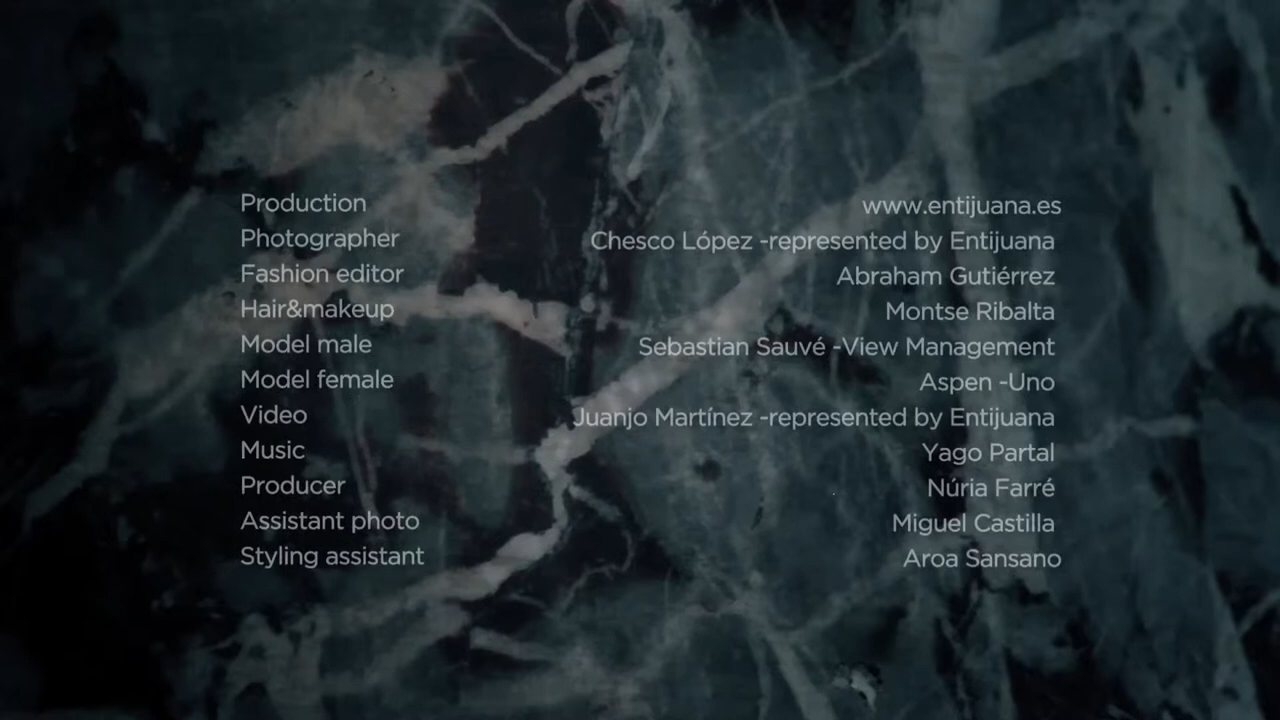 Production www.entijuana.es
Photographer Chesco López -represented by Entijuana
Fashion editor Abraham Gutiérrez
Hair&makeup Montse Ribalta
Model male Sebastian Sauvé -View Management
Model female Aspen -Uno
Video Juanjo Martínez -represented by Entijuana
Music Yago Partal
Producer Núria Farré
Assistant photo Miguel Castilla
Styling assistant Aroa Sansano